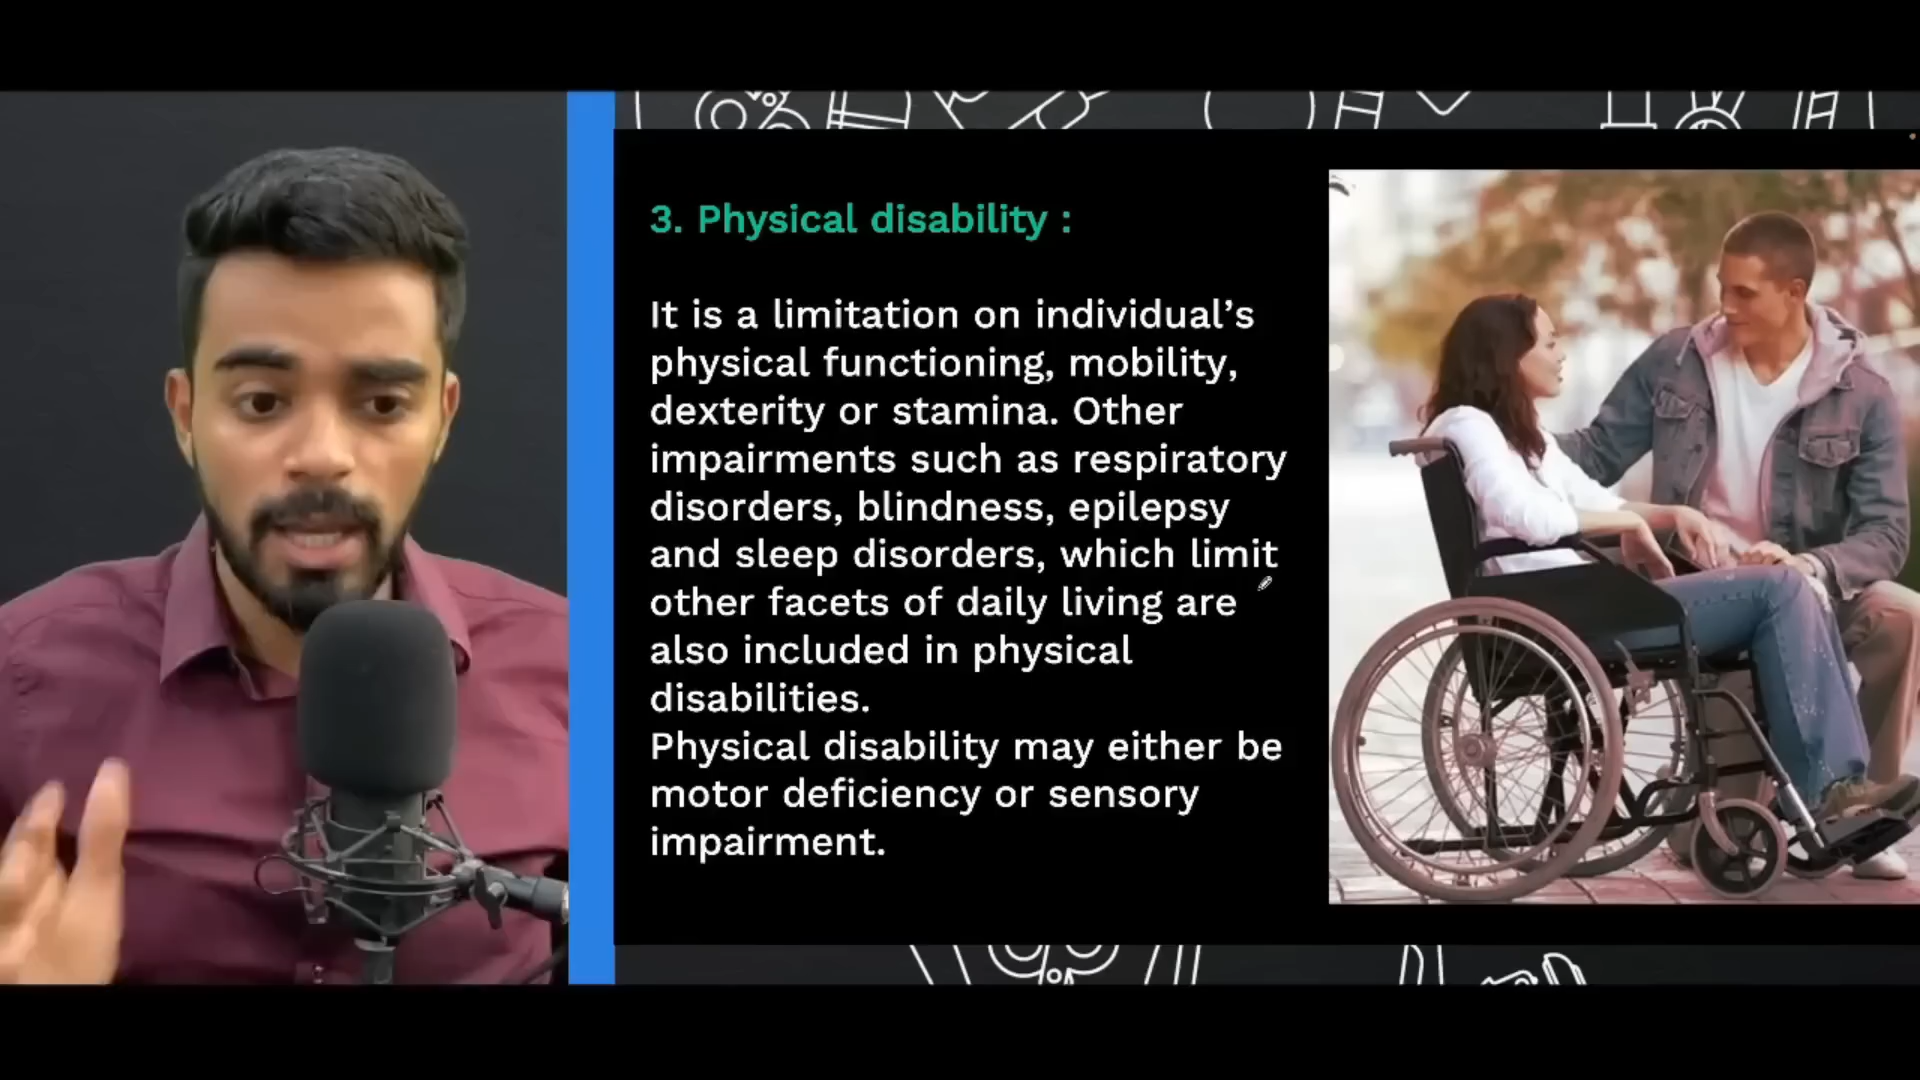 3. Physical disability :
It is a limitation on individual’s
physical functioning, mobility,
dexterity or stamina. Other
impairments such as respiratory
disorders, blindness, epilepsy
and sleep disorders, which limit
other facets of daily living are
also included in physical
disabilities.
Physical disability may either be
motor deficiency or sensory
impairment.